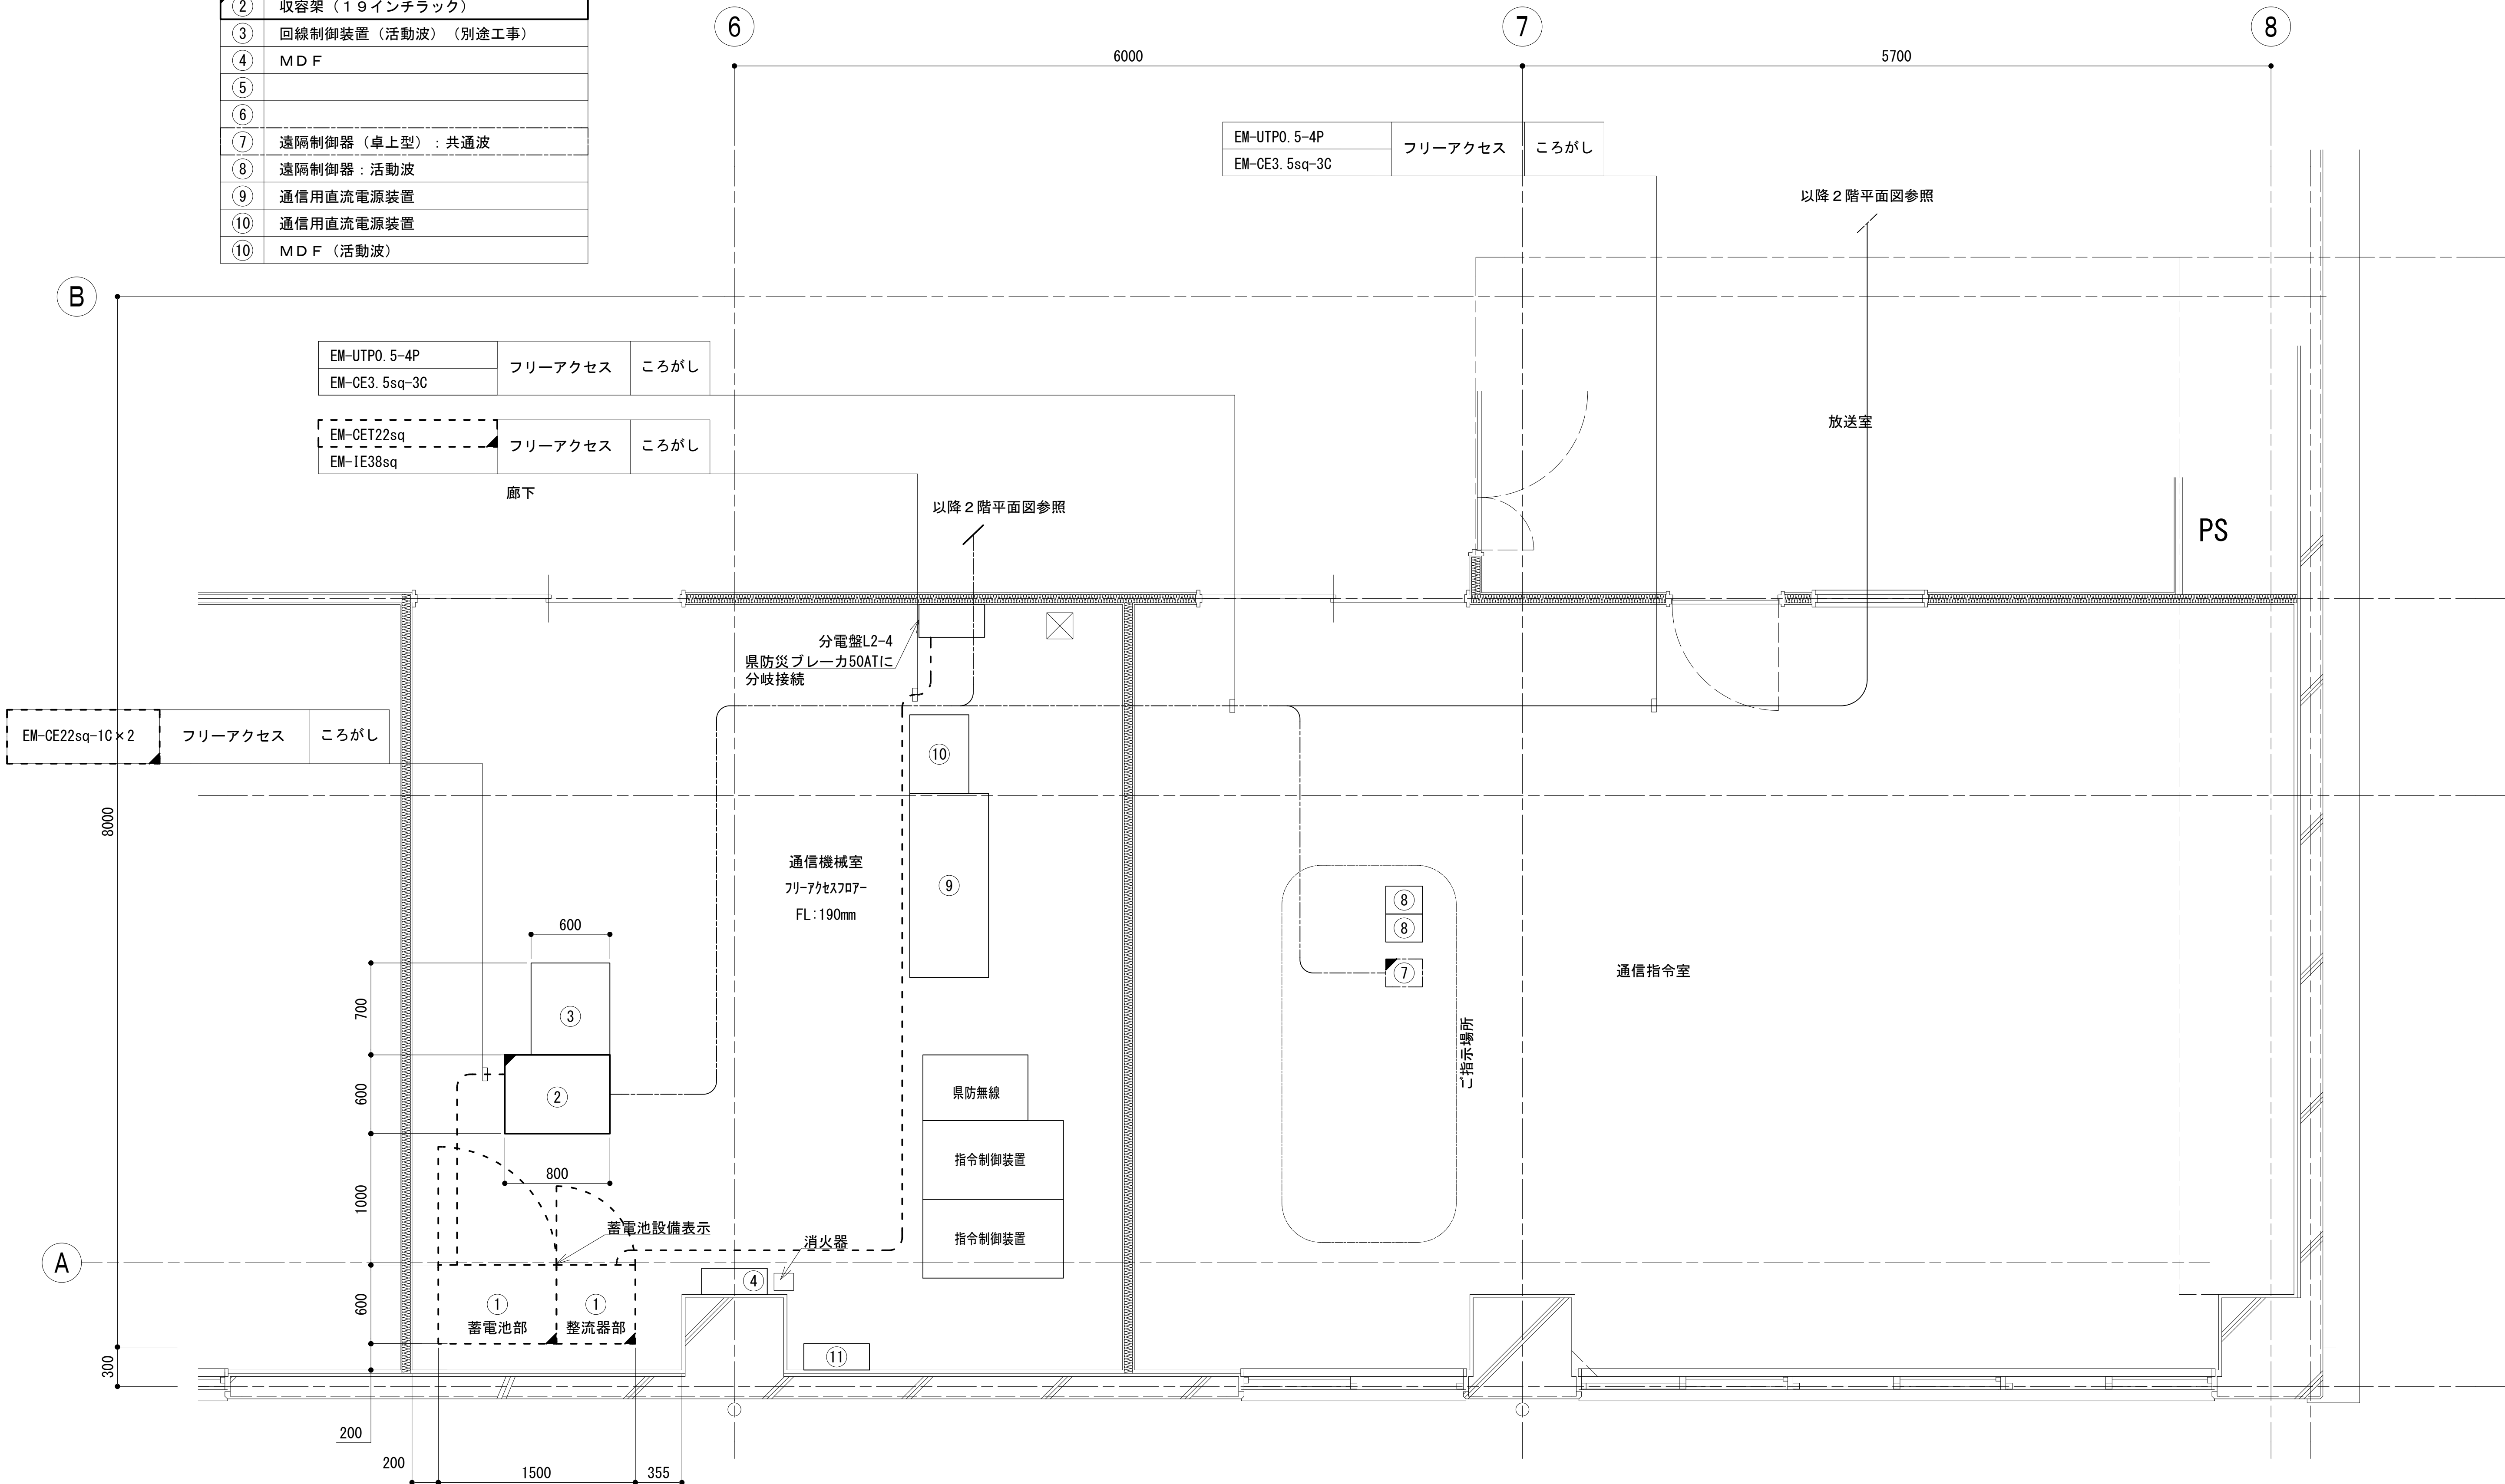 ② 収容架（１９インチラック）
③ 回線制御装置（活動波）（別途工事）
④ ＭＤＦ
⑤
⑥
⑦ 遠隔制御器（卓上型）：共通波
⑧ 遠隔制御器：活動波
⑨ 通信用直流電源装置
⑩ 通信用直流電源装置
⑩ ＭＤＦ（活動波）
6
7
8
6000
5700
EM-UTP0.5-4P
EM-CE3.5sq-3C
フリーアクセス
ころがし
以降２階平面図参照
B
EM-UTP0.5-4P
EM-CE3.5sq-3C
フリーアクセス
ころがし
EM-CET22sq
EM-IE38sq
フリーアクセス
ころがし
放送室
廊下
以降２階平面図参照
PS
分電盤L2-4
県防災ブレーカ50ATに
分岐接続
EM-CE22sq-1C×2
フリーアクセス
ころがし
⑩
8000
通信機械室
ﾌﾘｰｱｸｾｽﾌﾛｱｰ
FL:190mm
⑨
⑧
⑧
⑦
通信指令室
600
700
③
ご指示場所
600
②
県防無線
800
指令制御装置
1000
蓄電池設備表示
消火器
指令制御装置
A
④
600
①
蓄電池部
①
整流器部
300
⑪
200
200
1500
355